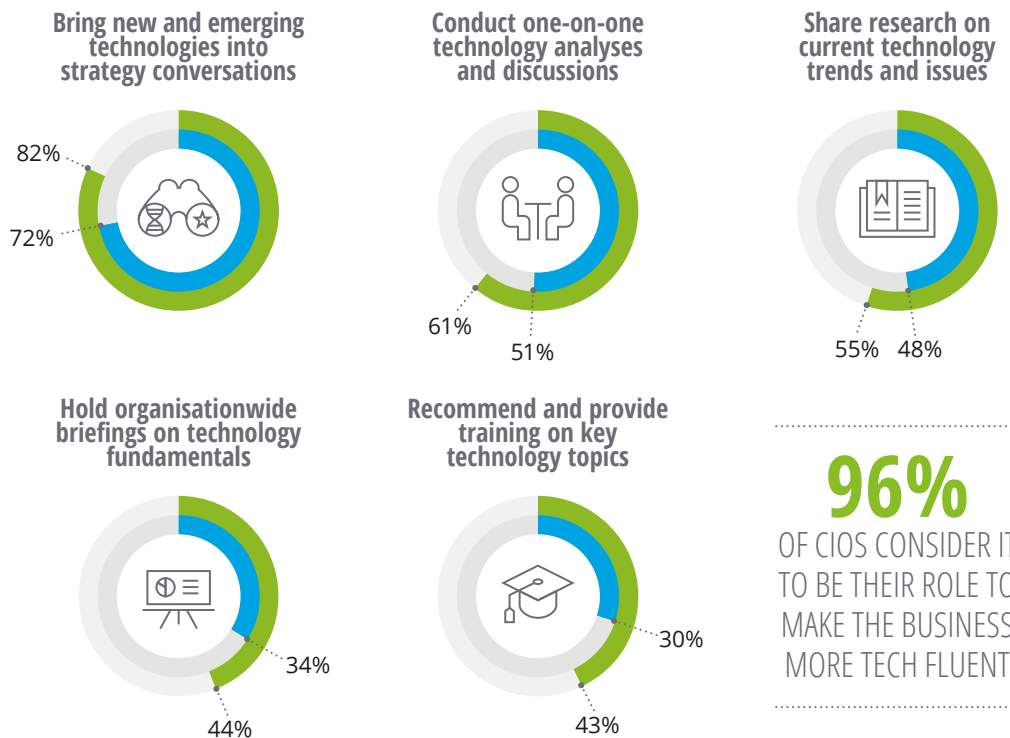 Bring new and emerging
technologies into
strategy conversations
82%
72%
Conduct one-on-one
technology analyses
and discussions
61%
51%
Share research on
current technology
trends and issues
55%
48%
Hold organisationwide
briefings on technology
fundamentals
34%
44%
Recommend and provide
training on key
technology topics
30%
43%
96%
OF CIOS CONSIDER IT
TO BE THEIR ROLE TO
MAKE THE BUSINESS
MORE TECH FLUENT